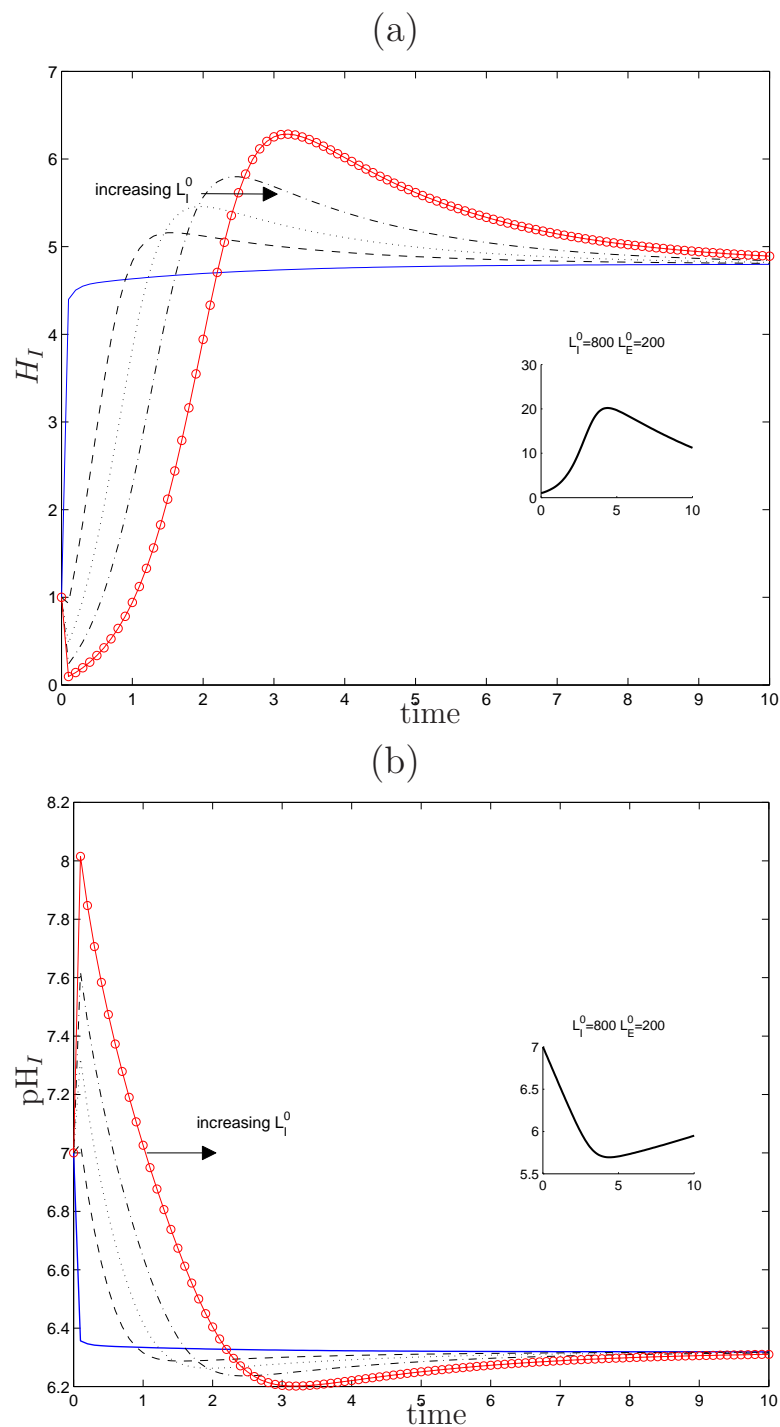 (a)
7
6
5
4
3
2
1
0
H_I
increasing L_I^0
L_I^0=800 L_E^0=200
30
20
10
0
0 5 10
0 1 2 3 4 5 6 7 8 9 10
time
(b)
8.2
8
7.8
7.6
7.4
7.2
7
6.8
6.6
6.4
6.2
pH_I
increasing L_I^0
L_I^0=800 L_E^0=200
7
6.5
6
5.5
0 5 10
0 1 2 3 4 5 6 7 8 9 10
time